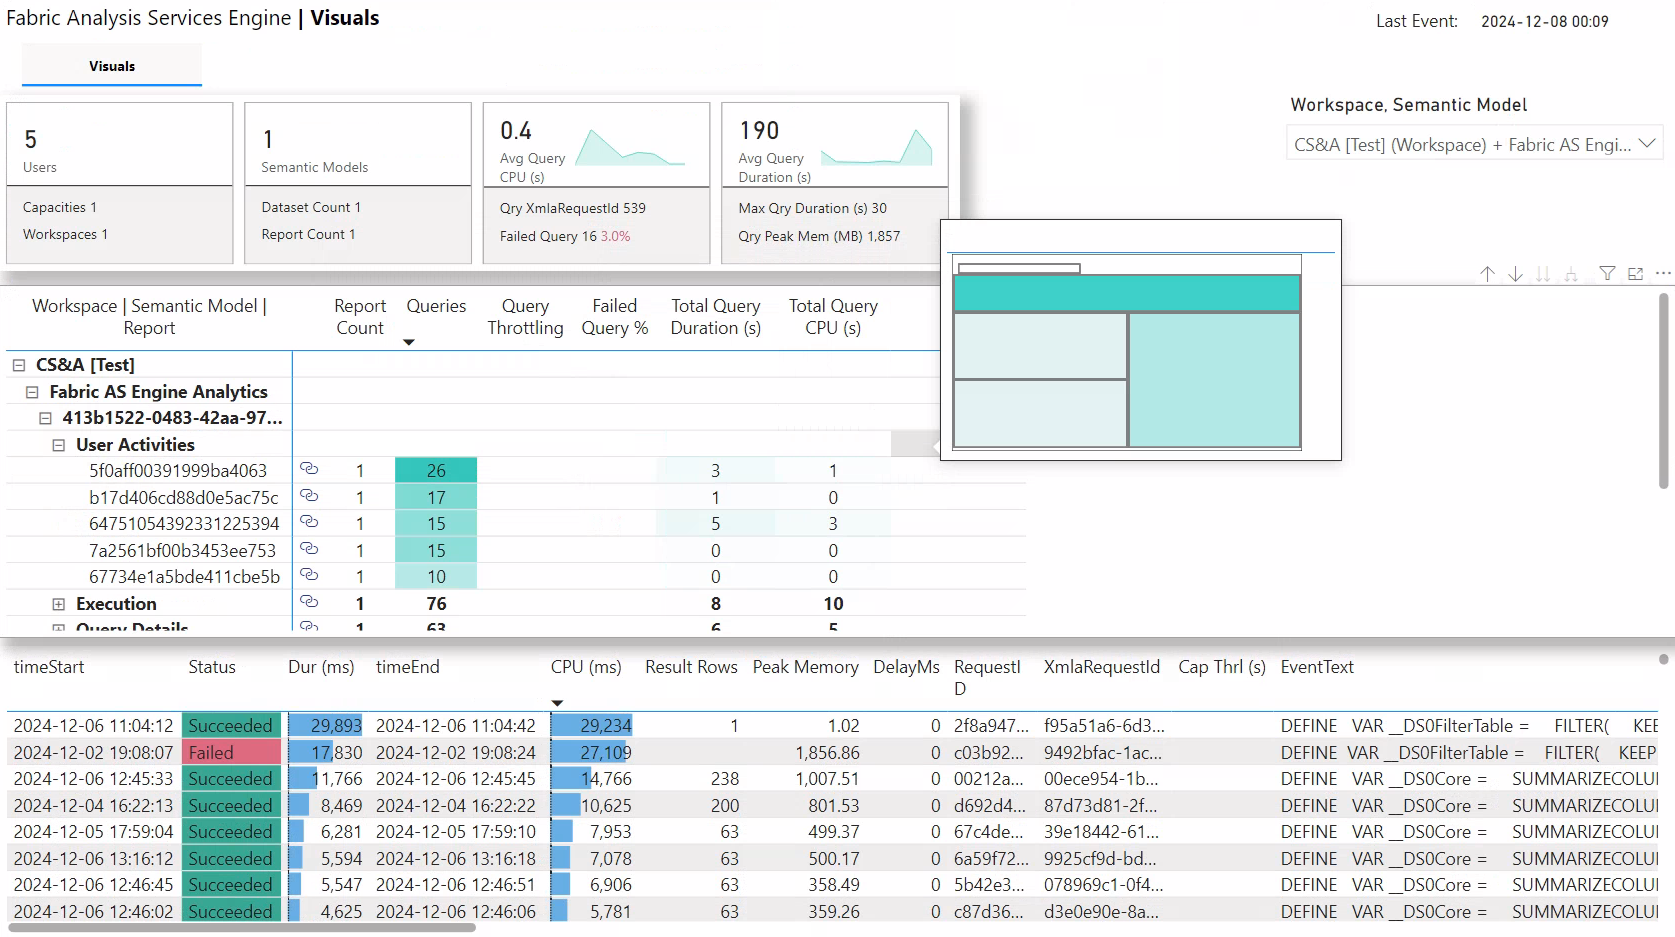 Fabric Analysis Services Engine | Visuals
Last Event: 2024-12-08 00:09
Visuals
Workspace, Semantic Model
CS&A [Test] (Workspace) + Fabric AS Engi...
5
Users
Capacities 1
Workspaces 1
1
Semantic Models
Dataset Count 1
Report Count 1
0.4
Avg Query
CPU (s)
Qry XmlaRequestId 539
Failed Query 16 3.0%
190
Avg Query
Duration (s)
Max Qry Duration (s) 30
Qry Peak Mem (MB) 1,857
Workspace | Semantic Model | Report Report Count Queries Query Throttling Failed Query % Total Query Duration (s) Total Query CPU (s)
CS&A [Test]
Fabric AS Engine Analytics
413b1522-0483-42aa-97...
User Activities
5f0aff00391999ba4063 1 26 3 1
b17d406cd88d0e5ac75c 1 17 1 0
64751054392331225394 1 15 5 3
7a2561bf00b3453ee753 1 15 0 0
67734e1a5bde411cbe5b 1 10 0 0
Execution 1 76 8 10
Query Details 1 63 6 5
timeStart Status Dur (ms) timeEnd CPU (ms) Result Rows Peak Memory DelayMs RequestI D XmlaRequestId Cap Thrl (s) EventText
2024-12-06 11:04:12 Succeeded 29,893 2024-12-06 11:04:42 29,234 1 1.02 0 2f8a947... f95a51a6-6d3... DEFINE VAR __DS0FilterTable = FILTER( KEE
2024-12-02 19:08:07 Failed 17,830 2024-12-02 19:08:24 27,109 1,856.86 0 c03b92... 9492bfac-1ac... DEFINE VAR __DS0FilterTable = FILTER( KEEP
2024-12-06 12:45:33 Succeeded 11,766 2024-12-06 12:45:45 14,766 238 1,007.51 0 00212a... 00ece954-1b... DEFINE VAR __DS0Core = SUMMARIZECOLU
2024-12-04 16:22:13 Succeeded 8,469 2024-12-04 16:22:22 10,625 200 801.53 0 d692d4... 87d73d81-2f... DEFINE VAR __DS0Core = SUMMARIZECOLU
2024-12-05 17:59:04 Succeeded 6,281 2024-12-05 17:59:10 7,953 63 499.37 0 67c4de... 39e18442-61... DEFINE VAR __DS0Core = SUMMARIZECOLU
2024-12-06 13:16:12 Succeeded 5,594 2024-12-06 13:16:18 7,078 63 500.17 0 6a59f72... 9925cf9d-bd... DEFINE VAR __DS0Core = SUMMARIZECOLU
2024-12-06 12:46:45 Succeeded 5,547 2024-12-06 12:46:51 6,906 63 358.49 0 5b42e3... 078969c1-0f4... DEFINE VAR __DS0Core = SUMMARIZECOLU
2024-12-06 12:46:02 Succeeded 4,625 2024-12-06 12:46:06 5,781 63 359.26 0 c87d36... d3e0e90e-8a... DEFINE VAR __DS0Core = SUMMARIZECOLU